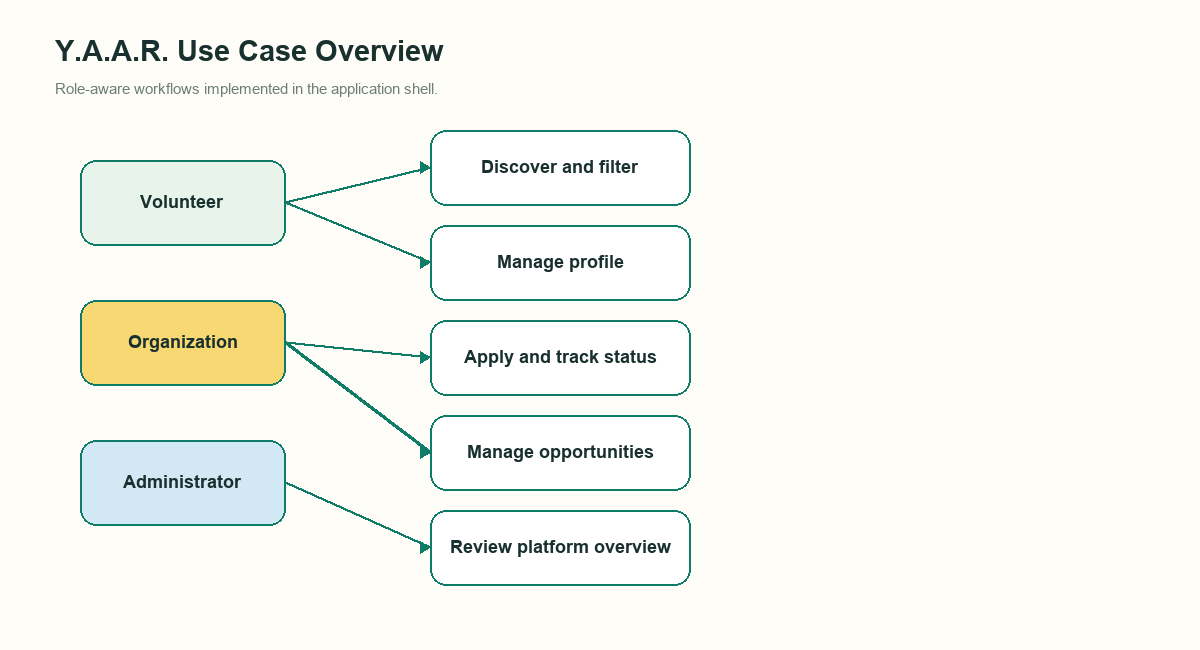 Y.A.A.R. Use Case Overview
Role-aware workflows implemented in the application shell.
Volunteer
Organization
Administrator
Discover and filter
Manage profile
Apply and track status
Manage opportunities
Review platform overview